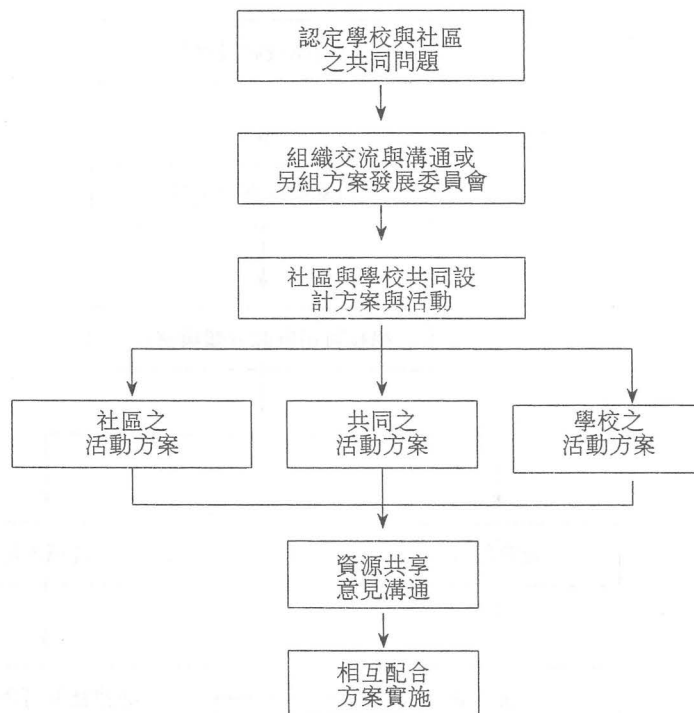 認定學校與社區
之共同問題
組織交流與溝通或
另組方案發展委員會
社區與學校共同設
計方案與活動
社區之
活動方案
共同之
活動方案
學校之
活動方案
資源共享
意見溝通
相互配合
方案實施